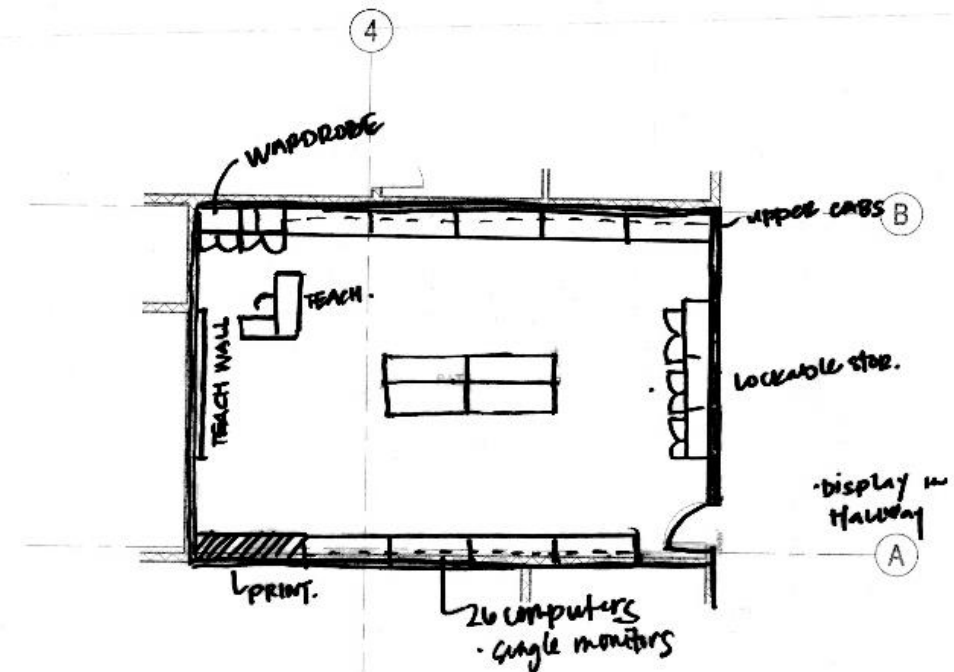 4
WARDROBE
UPPER CABS
B
TEACH.
TEACH WALL
LOCKABLE STOR.
·Display in
Hallway
A
PRINT.
26 computers
· single monitors